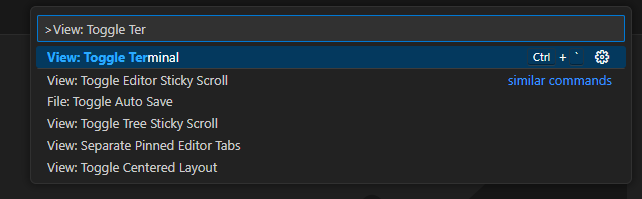 >View: Toggle Ter
View: Toggle Terminal Ctrl + `
View: Toggle Editor Sticky Scroll similar commands
File: Toggle Auto Save
View: Toggle Tree Sticky Scroll
View: Separate Pinned Editor Tabs
View: Toggle Centered Layout